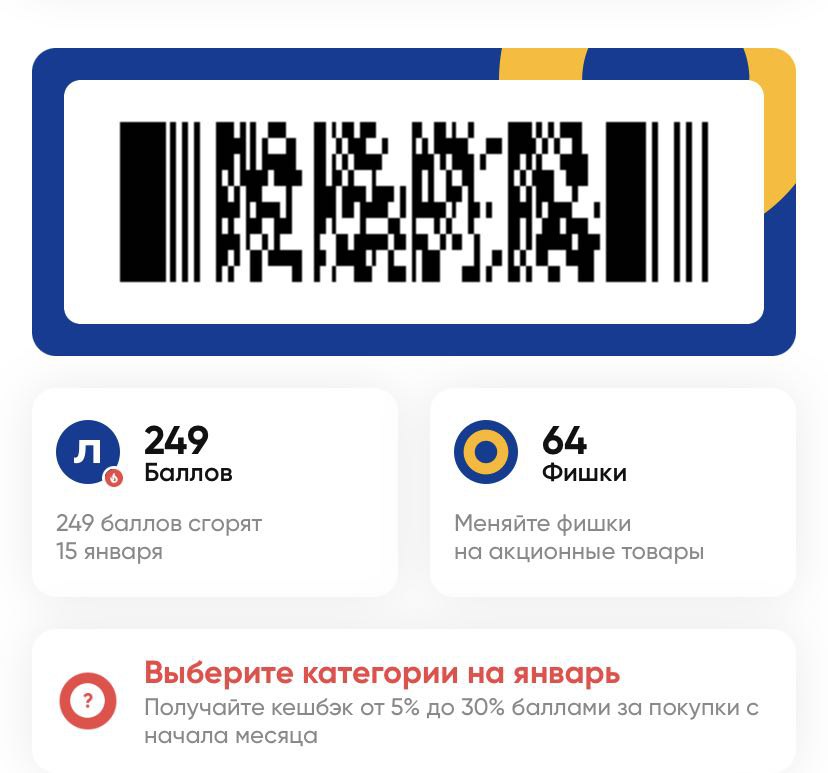 Л
249
Баллов
249 баллов сгорят
15 января
64
Фишки
Меняйте фишки
на акционные товары
?
Выберите категории на январь
Получайте кешбэк от 5% до 30% баллами за покупки с
начала месяца